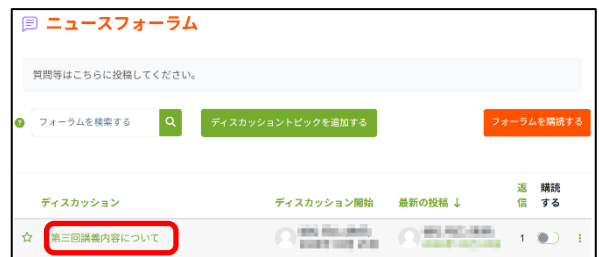 ニュースフォーラム
質問等はこちらに投稿してください。
フォーラムを検索する
ディスカッショントピックを追加する
フォーラムを購読する
ディスカッション
ディスカッション開始
最新の投稿 ↓
返信
購読する
第三回講義内容について
1